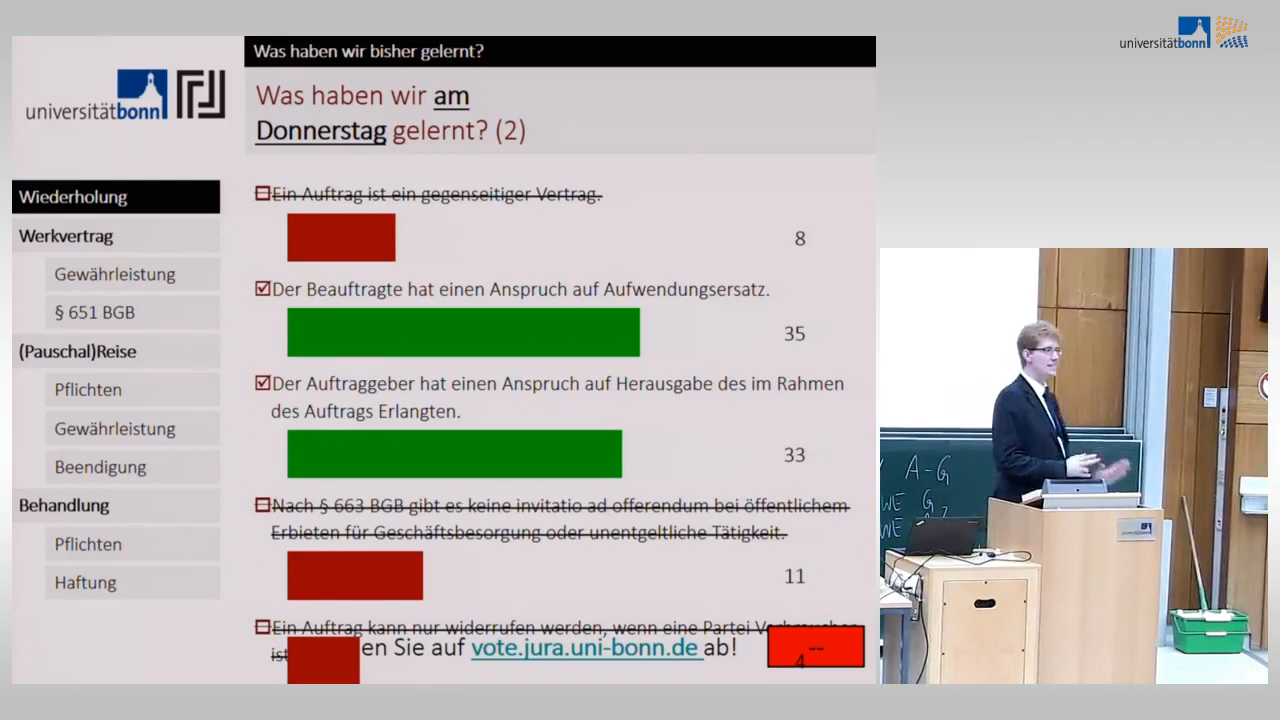 universitätbonn
Was haben wir bisher gelernt?
universitätbonn
Was haben wir am
Donnerstag gelernt? (2)
Wiederholung
Werkvertrag
Gewährleistung
§ 651 BGB
(Pauschal)Reise
Pflichten
Gewährleistung
Beendigung
Behandlung
Pflichten
Haftung
Ein Auftrag ist ein gegenseitiger Vertrag.
8
Der Beauftragte hat einen Anspruch auf Aufwendungsersatz.
35
Der Auftraggeber hat einen Anspruch auf Herausgabe des im Rahmen
des Auftrags Erlangten.
33
Nach § 663 BGB gibt es keine invitatio ad offerendum bei öffentlichem
Erbieten für Geschäftsbesorgung oder unentgeltliche Tätigkeit.
11
Ein Auftrag kann nur widerrufen werden, wenn eine Partei Verbraucher
ist
en Sie auf vote.jura.uni-bonn.de ab!
--
4
A-G
WE G
WE